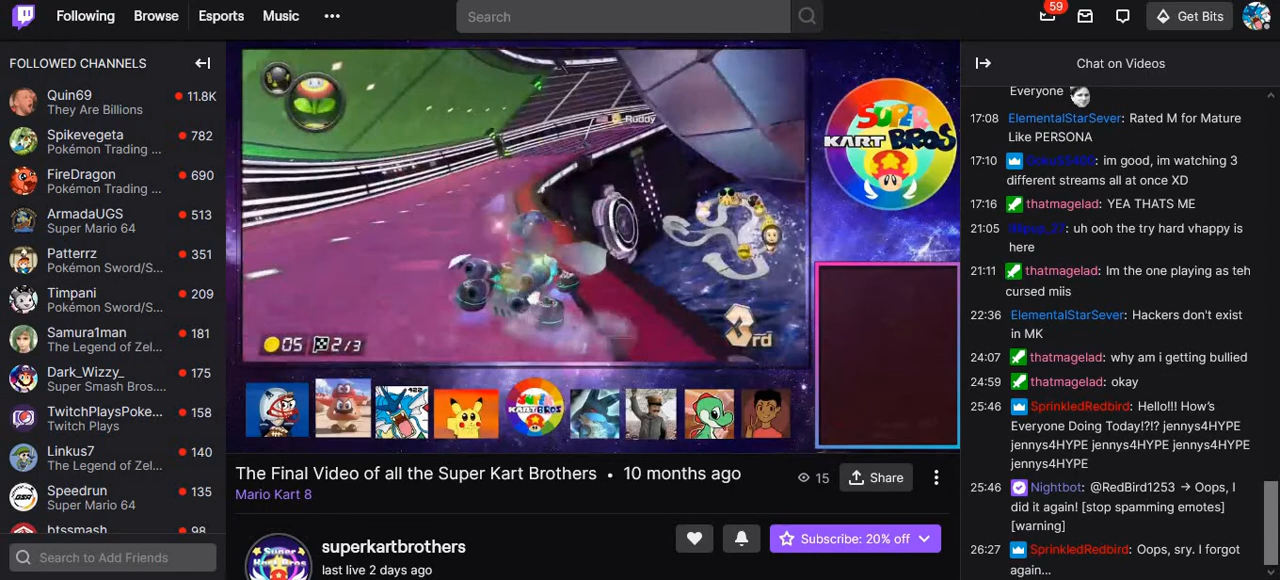 Following Browse Esports Music ••• Search 59 Get Bits
FOLLOWED CHANNELS
Quin69 11.8K
They Are Billions
Spikevegeta 782
Pokémon Trading ...
FireDragon 690
Pokémon Trading ...
ArmadaUGS 513
Super Mario 64
Patterrz 351
Pokémon Sword/S...
Timpani 209
Pokémon Sword/S...
Samura1man 181
The Legend of Zel...
Dark_Wizzy_ 175
Super Smash Bros....
TwitchPlaysPoke... 158
Twitch Plays
Linkus7 140
The Legend of Zel...
Speedrun 135
Super Mario 64
btssmash 98
Search to Add Friends
Ruddy
05 2/3
3rd
SUPER
KART BROS
SUPER
KART BROS
The Final Video of all the Super Kart Brothers • 10 months ago
Mario Kart 8
15 Share
superkartbrothers
last live 2 days ago
Subscribe: 20% off
Super
Kart Bros
Chat on Videos
Everyone
17:08 ElementalStarSever: Rated M for Mature
Like PERSONA
17:10 : im good, im watching 3
different streams all at once XD
17:16 thatmagelad: YEA THATS ME
21:05 : uh ooh the try hard vhappy is
here
21:11 thatmagelad: Im the one playing as teh
cursed miis
22:36 ElementalStarSever: Hackers don't exist
in MK
24:07 thatmagelad: why am i getting bullied
24:59 thatmagelad: okay
25:46 SprinkledRedbird: Hello!!! How's
Everyone Doing Today!?!? jennys4HYPE
jennys4HYPE jennys4HYPE jennys4HYPE
jennys4HYPE
25:46 Nightbot: @RedBird1253 → Oops, I
did it again! [stop spamming emotes]
[warning]
26:27 SprinkledRedbird: Oops, sry. I forgot
again...